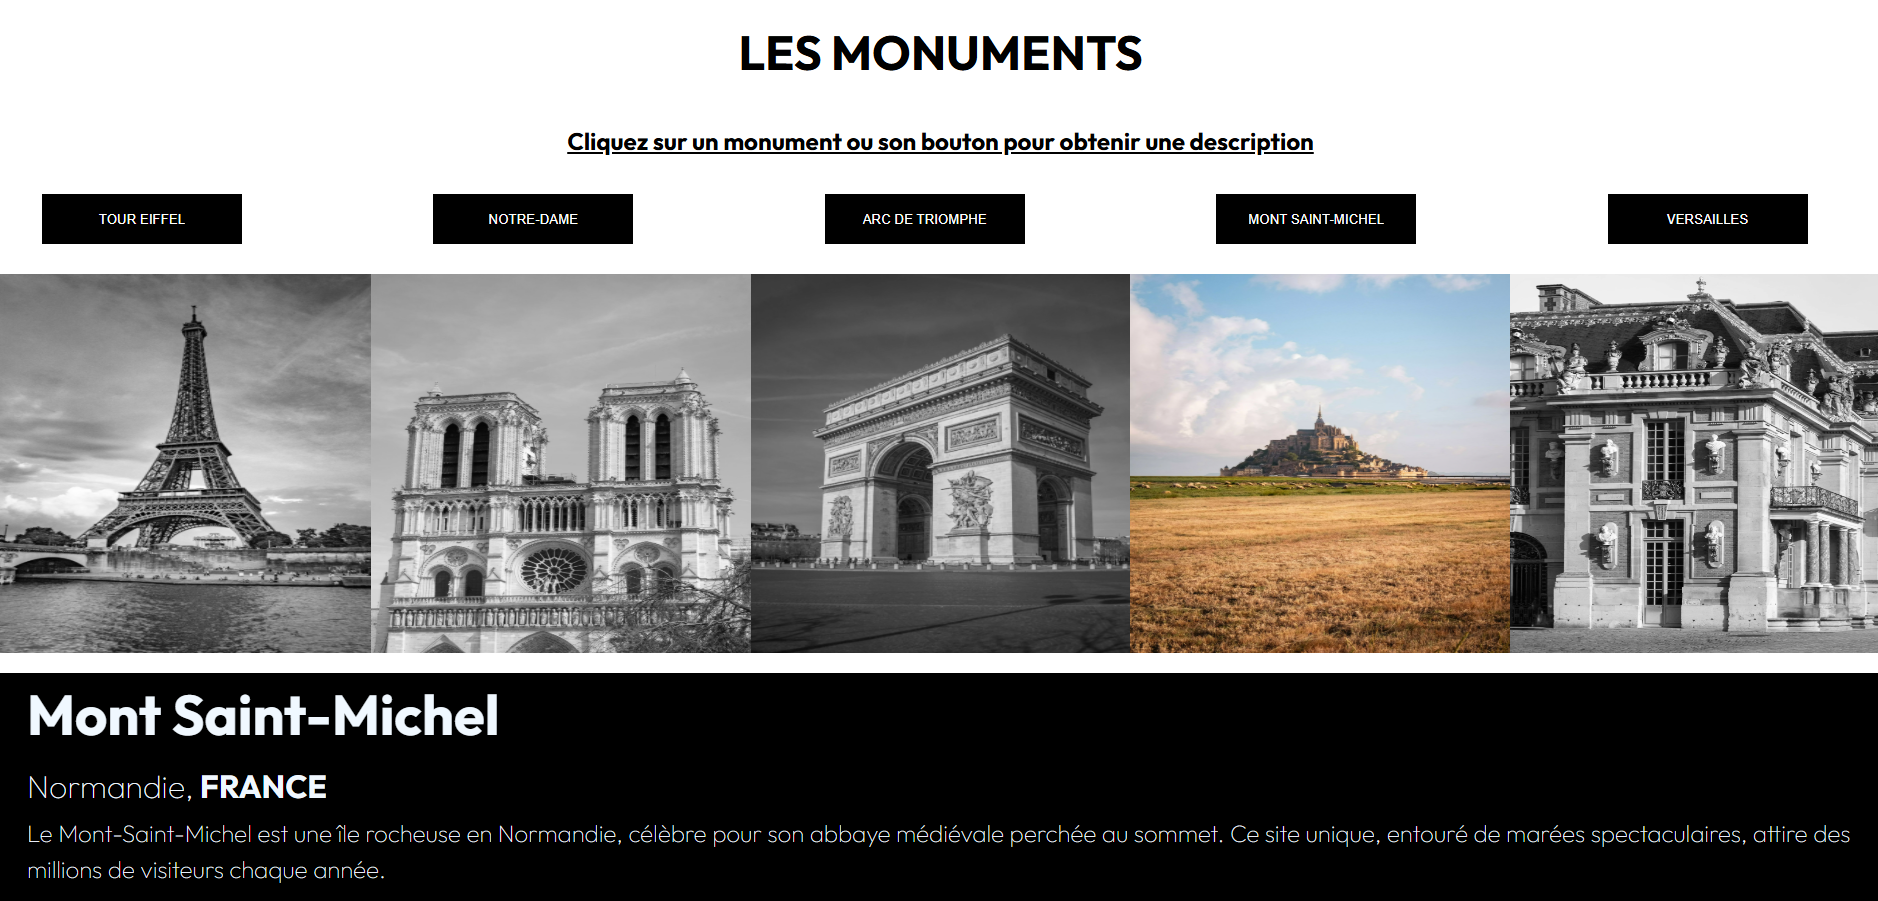 LES MONUMENTS
Cliquez sur un monument ou son bouton pour obtenir une description
TOUR EIFFEL
NOTRE-DAME
ARC DE TRIOMPHE
MONT SAINT-MICHEL
VERSAILLES
Mont Saint-Michel
Normandie, FRANCE
Le Mont-Saint-Michel est une île rocheuse en Normandie, célèbre pour son abbaye médiévale perchée au sommet. Ce site unique, entouré de marées spectaculaires, attire des
millions de visiteurs chaque année.